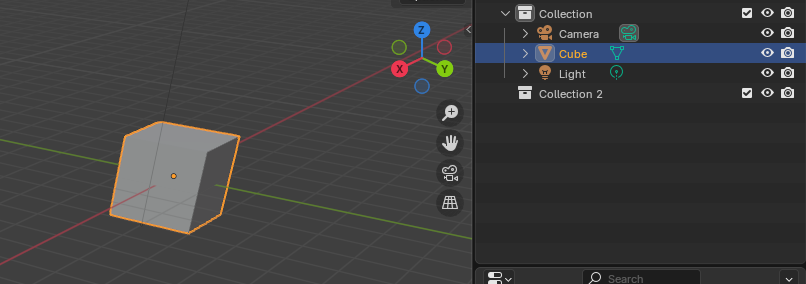 Z
X
Y
Collection
Camera
Cube
Light
Collection 2
Search